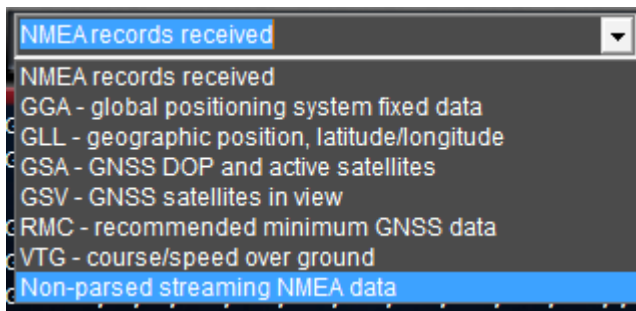 NMEA records received
NMEA records received
GGA - global positioning system fixed data
GLL - geographic position, latitude/longitude
GSA - GNSS DOP and active satellites
GSV - GNSS satellites in view
RMC - recommended minimum GNSS data
VTG - course/speed over ground
Non-parsed streaming NMEA data